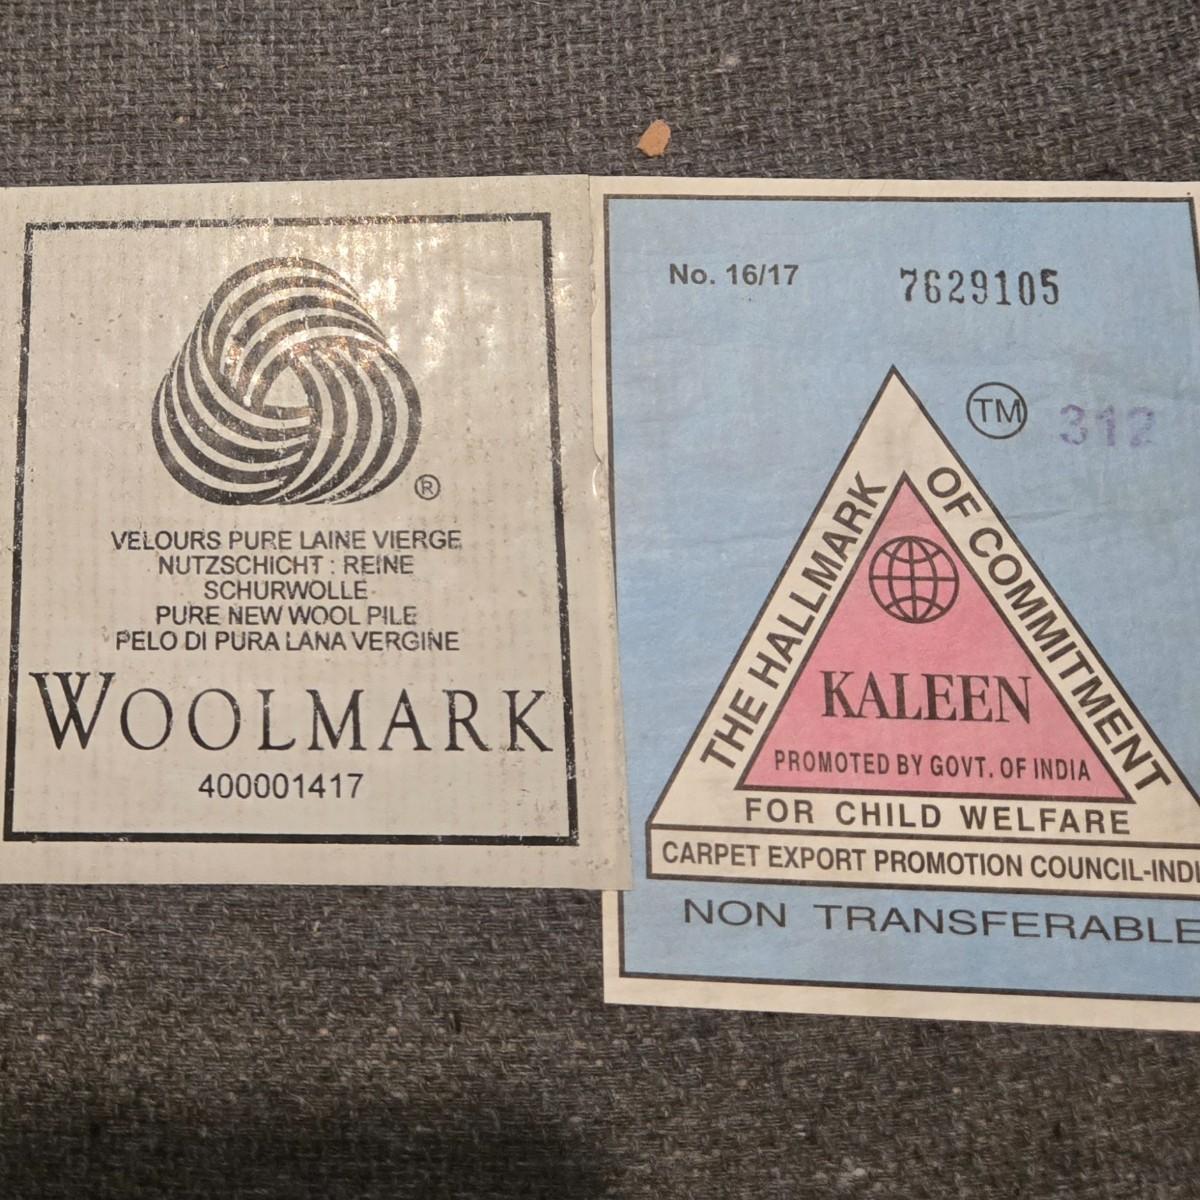 ®
VELOURS PURE LAINE VIERGE
NUTZSCHICHT : REINE
SCHURWOLLE
PURE NEW WOOL PILE
PELO DI PURA LANA VERGINE
WOOLMARK
400001417
No. 16/17 7629105
TM 312
THE HALLMARK OF COMMITMENT
KALEEN
PROMOTED BY GOVT. OF INDIA
FOR CHILD WELFARE
CARPET EXPORT PROMOTION COUNCIL-INDI
NON TRANSFERABLE